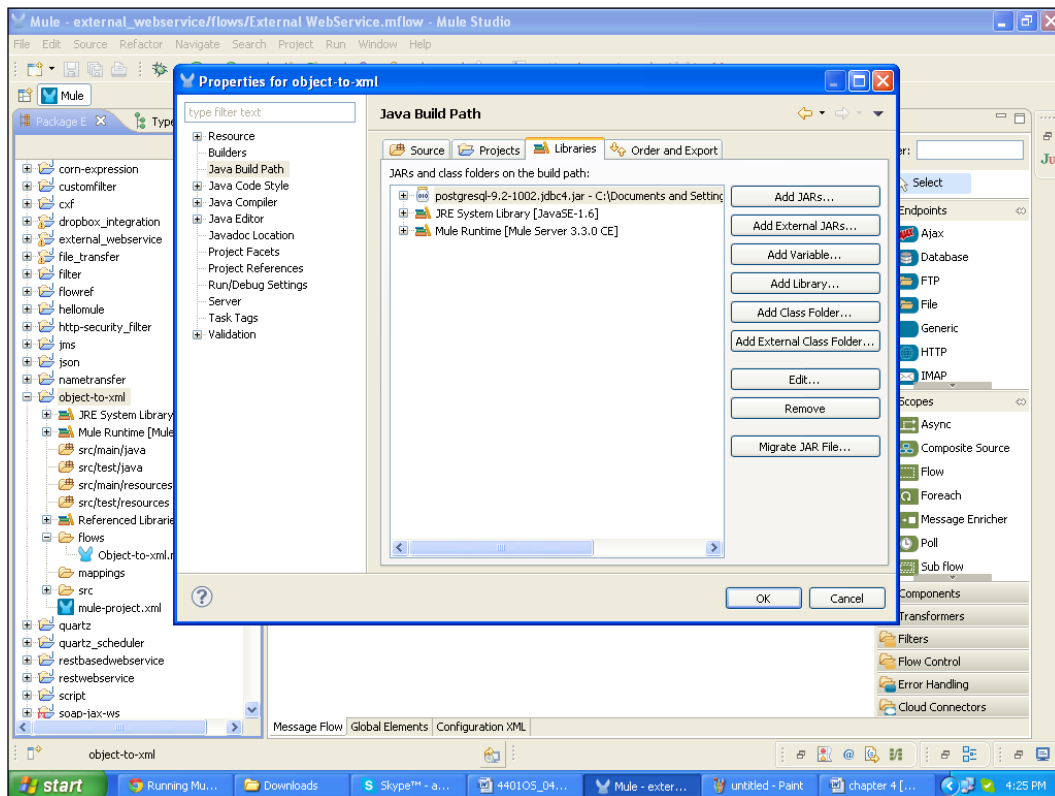 Mule - external_webservice/flows/External WebService.mflow - Mule Studio
File Edit Source Refactor Navigate Search Project Run Window Help
Mule
Package E
Type
corn-expression
customfilter
cxf
dropbox_integration
external_webservice
file_transfer
filter
flowref
hellomule
http-security_filter
jms
json
nametransfer
object-to-xml
JRE System Library
Mule Runtime [Mule
src/main/java
src/test/java
src/main/resources
src/test/resources
Referenced Librarie
flows
Object-to-xml.
mappings
src
mule-project.xml
quartz
quartz_scheduler
restbasedwebservice
restwebservice
script
soap-jax-ws
Properties for object-to-xml
type filter text
Resource
Builders
Java Build Path
Java Code Style
Java Compiler
Java Editor
Javadoc Location
Project Facets
Project References
Run/Debug Settings
Server
Task Tags
Validation
Java Build Path
Source Projects Libraries Order and Export
JARs and class folders on the build path:
postgresql-9.2-1002.jdbc4.jar - C:\Documents and Setting
JRE System Library [JavaSE-1.6]
Mule Runtime [Mule Server 3.3.0 CE]
Add JARs...
Add External JARs...
Add Variable...
Add Library...
Add Class Folder...
Add External Class Folder...
Edit...
Remove
Migrate JAR File...
?
OK Cancel
er:
Ju
Select
Endpoints
Ajax
Database
FTP
File
Generic
HTTP
IMAP
Scopes
Async
Composite Source
Flow
Foreach
Message Enricher
Poll
Sub flow
Components
Transformers
Filters
Flow Control
Error Handling
Cloud Connectors
Message Flow Global Elements Configuration XML
object-to-xml
start
Running Mu...
Downloads
Skype™ - a...
4401OS_04...
Mule - exter...
untitled - Paint
chapter 4 [...
4:25 PM